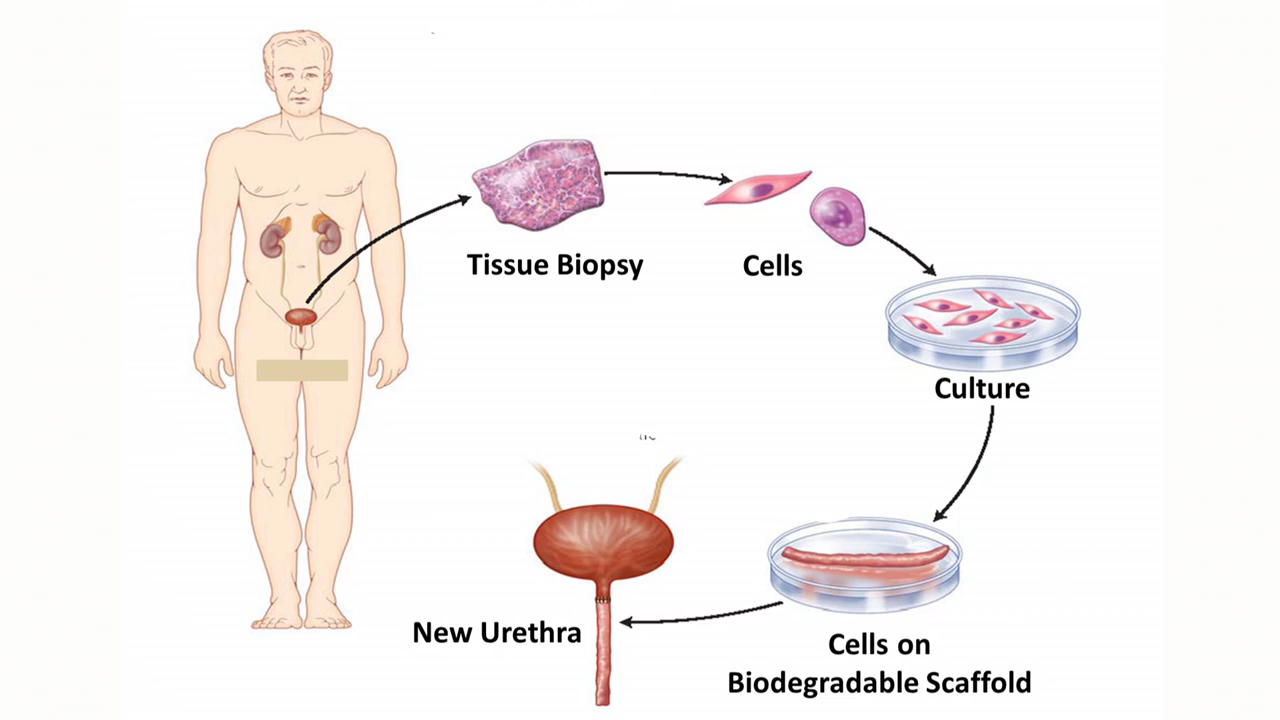 Tissue Biopsy
Cells
Culture
Cells on
Biodegradable Scaffold
New Urethra